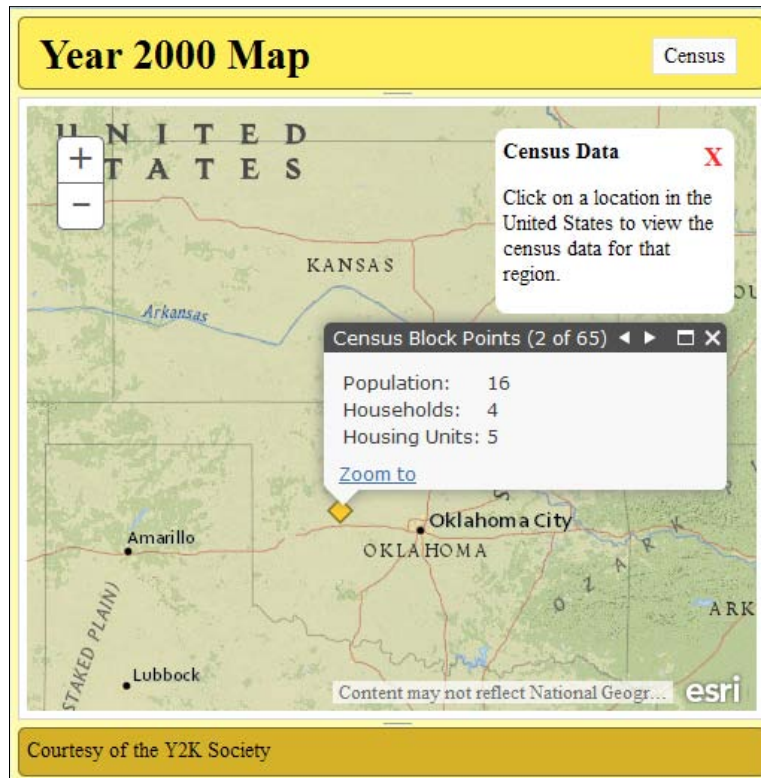 Year 2000 Map
Census
UNITED
STATES
+
−
Census Data
X
Click on a location in the
United States to view the
census data for that
region.
KANSAS
Arkansas
Census Block Points (2 of 65)
Population: 16
Households: 4
Housing Units: 5
Zoom to
Oklahoma City
Amarillo
OKLAHOMA
OZARK
ARK
STAKED PLAIN)
Lubbock
Content may not reflect National Geogr...
esri
Courtesy of the Y2K Society